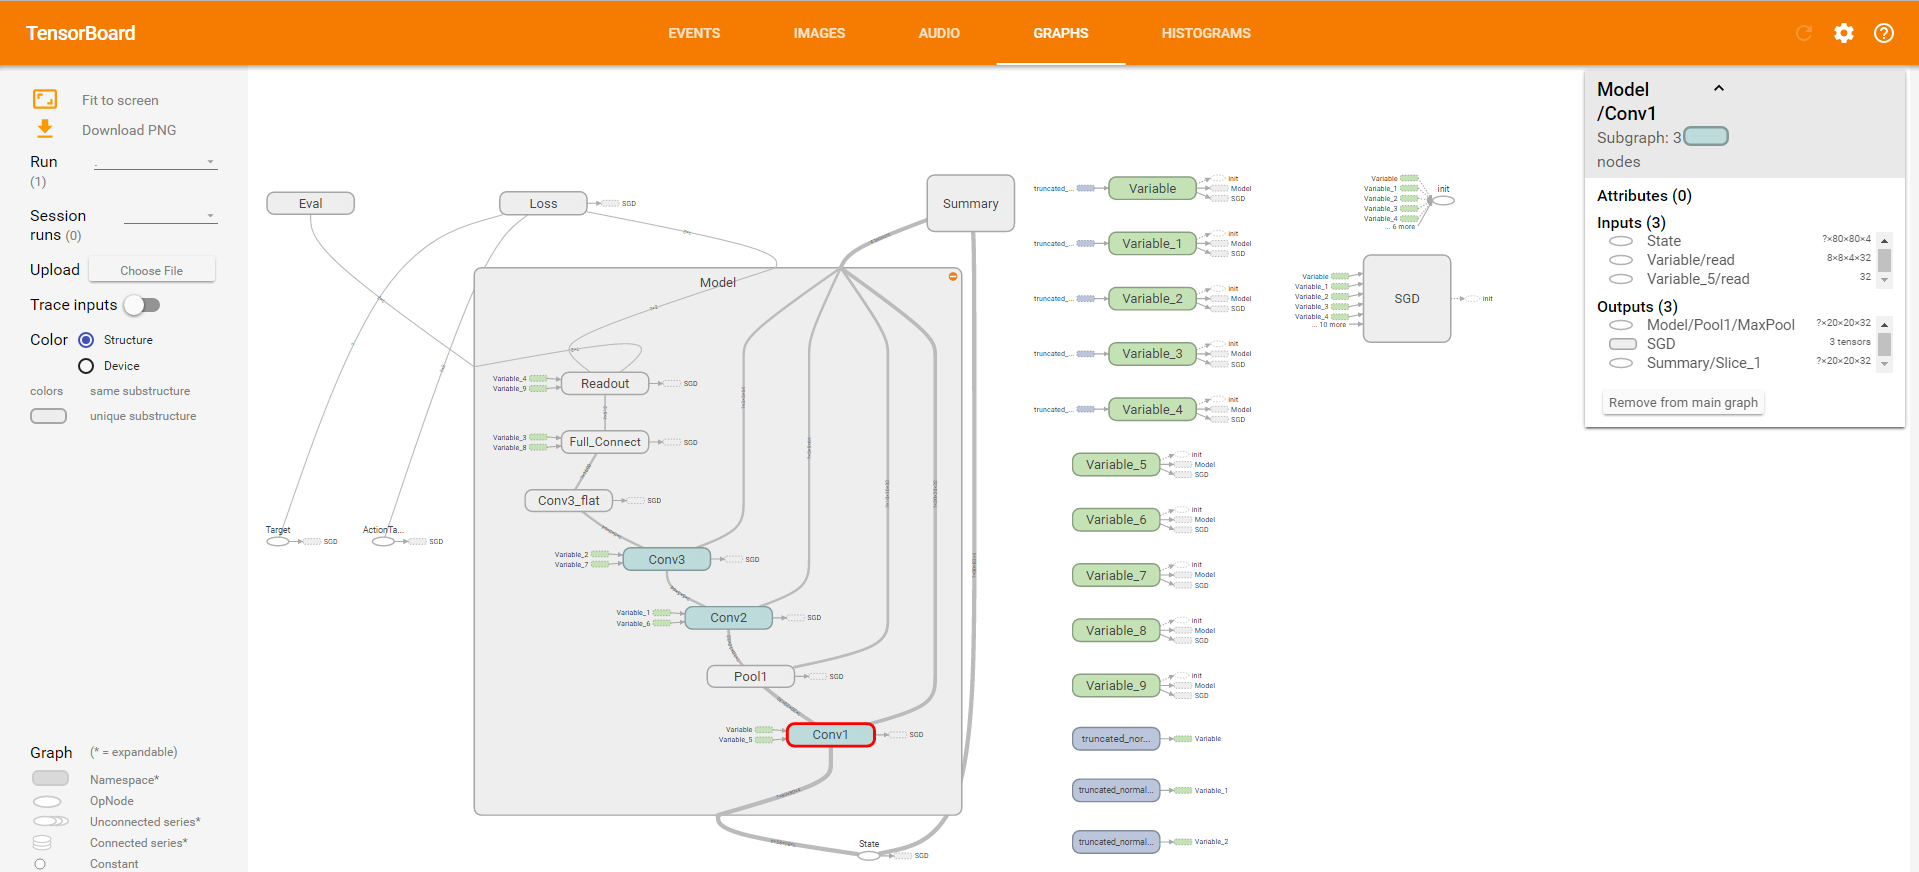 TensorBoard
EVENTS
IMAGES
AUDIO
GRAPHS
HISTOGRAMS
Fit to screen
Download PNG
Run
(1)
Session
runs (0)
Upload
Choose File
Trace inputs
Color
Structure
Device
colors
same substructure
unique substructure
Graph
(* = expandable)
Namespace*
OpNode
Unconnected series*
Connected series*
Constant
Eval
Loss
SGD
Summary
Model
Variable_4
Variable_9
Readout
SGD
Variable_3
Variable_8
Full_Connect
SGD
Conv3_flat
SGD
Target
SGD
ActionTa...
SGD
Variable_2
Variable_7
Conv3
SGD
Variable_1
Variable_6
Conv2
SGD
Pool1
SGD
Variable
Variable_5
Conv1
SGD
State
SGD
truncated_...
Variable
init
Model
SGD
truncated_...
Variable_1
init
Model
SGD
truncated_...
Variable_2
init
Model
SGD
truncated_...
Variable_3
init
Model
SGD
truncated_...
Variable_4
init
Model
SGD
Variable_5
init
Model
SGD
Variable_6
init
Model
SGD
Variable_7
init
Model
SGD
Variable_8
init
Model
SGD
Variable_9
init
Model
SGD
truncated_nor...
Variable
truncated_normal...
Variable_1
truncated_normal...
Variable_2
Variable
Variable_1
Variable_2
Variable_3
Variable_4
... 6 more
init
Variable
Variable_1
Variable_2
Variable_3
Variable_4
... 10 more
SGD
init
Model
/Conv1
Subgraph: 3
nodes
Attributes (0)
Inputs (3)
State ?×80×80×4
Variable/read 8×8×4×32
Variable_5/read 32
Outputs (3)
Model/Pool1/MaxPool ?×20×20×32
SGD 3 tensors
Summary/Slice_1 ?×20×20×32
Remove from main graph